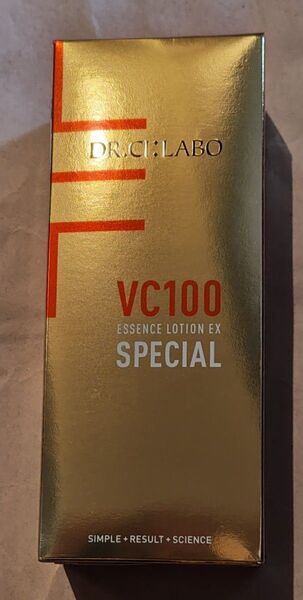 DR.CI:LABO
VC100
ESSENCE LOTION EX
SPECIAL
SIMPLE+RESULT+SCIENCE